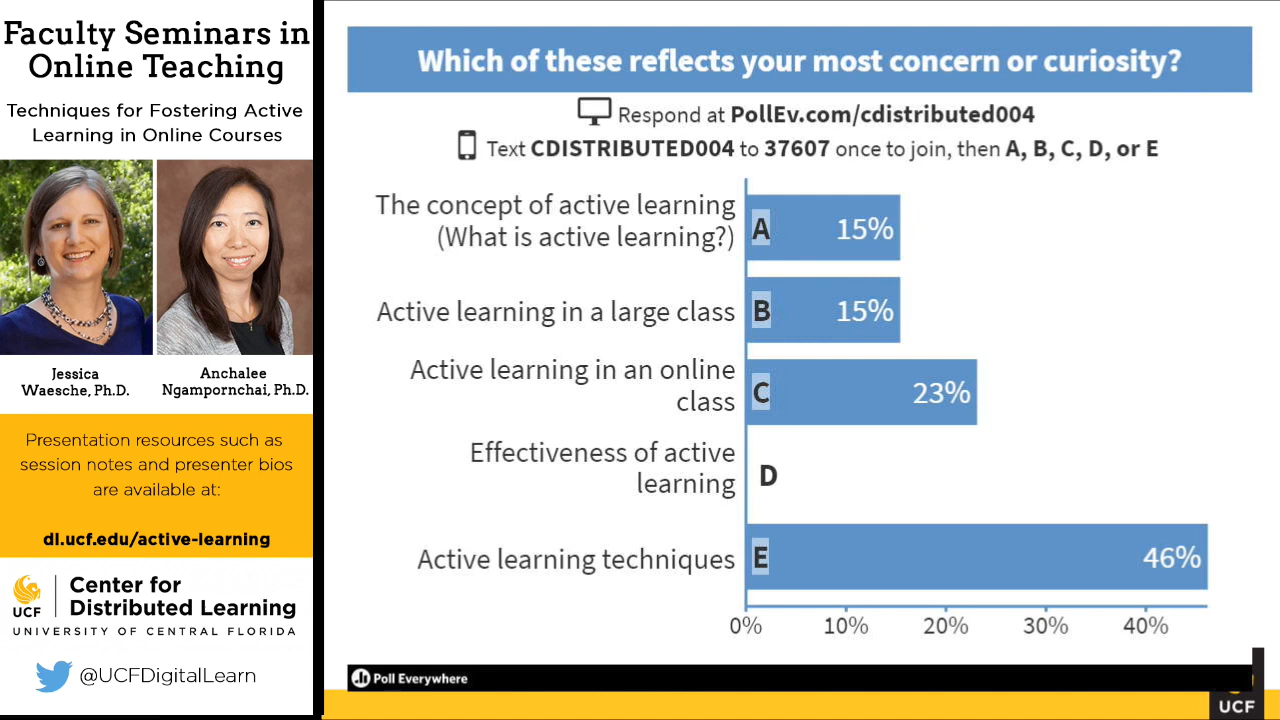 Faculty Seminars in
Online Teaching
Techniques for Fostering Active
Learning in Online Courses
Jessica
Waesche, Ph.D.
Anchalee
Ngampornchai, Ph.D.
Presentation resources such as
session notes and presenter bios
are available at:
dl.ucf.edu/active-learning
UCF
Center for
Distributed Learning
UNIVERSITY OF CENTRAL FLORIDA
@UCFDigitalLearn
Which of these reflects your most concern or curiosity?
Respond at PollEv.com/cdistributed004
Text CDISTRIBUTED004 to 37607 once to join, then A, B, C, D, or E
The concept of active learning
(What is active learning?)
A 15%
Active learning in a large class B 15%
Active learning in an online
class
C 23%
Effectiveness of active
learning
D
Active learning techniques E 46%
0% 10% 20% 30% 40%
Poll Everywhere
UCF